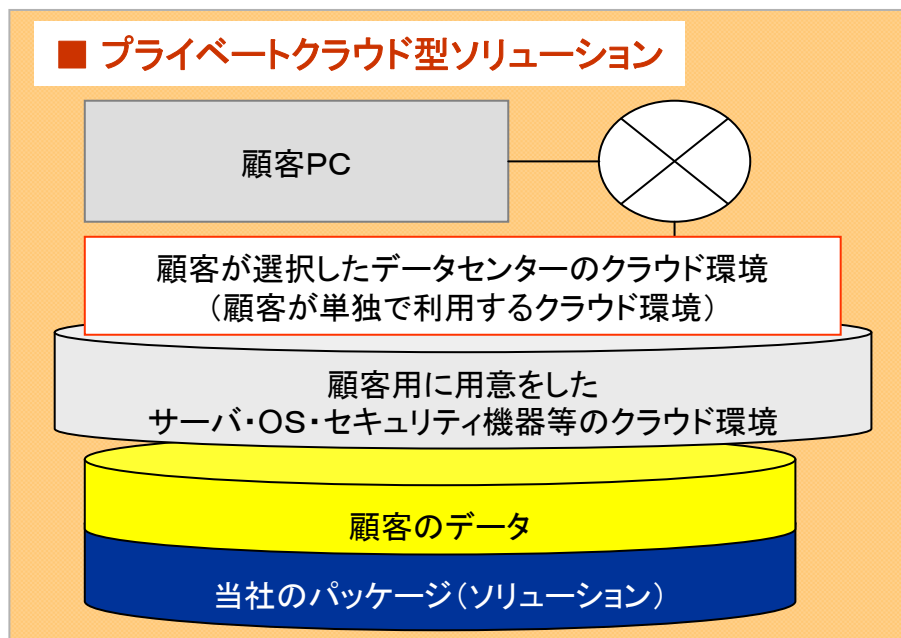 ■ プライベートクラウド型ソリューション
顧客PC
顧客が選択したデータセンターのクラウド環境
（顧客が単独で利用するクラウド環境）
顧客用に用意をした
サーバ・OS・セキュリティ機器等のクラウド環境
顧客のデータ
当社のパッケージ（ソリューション）